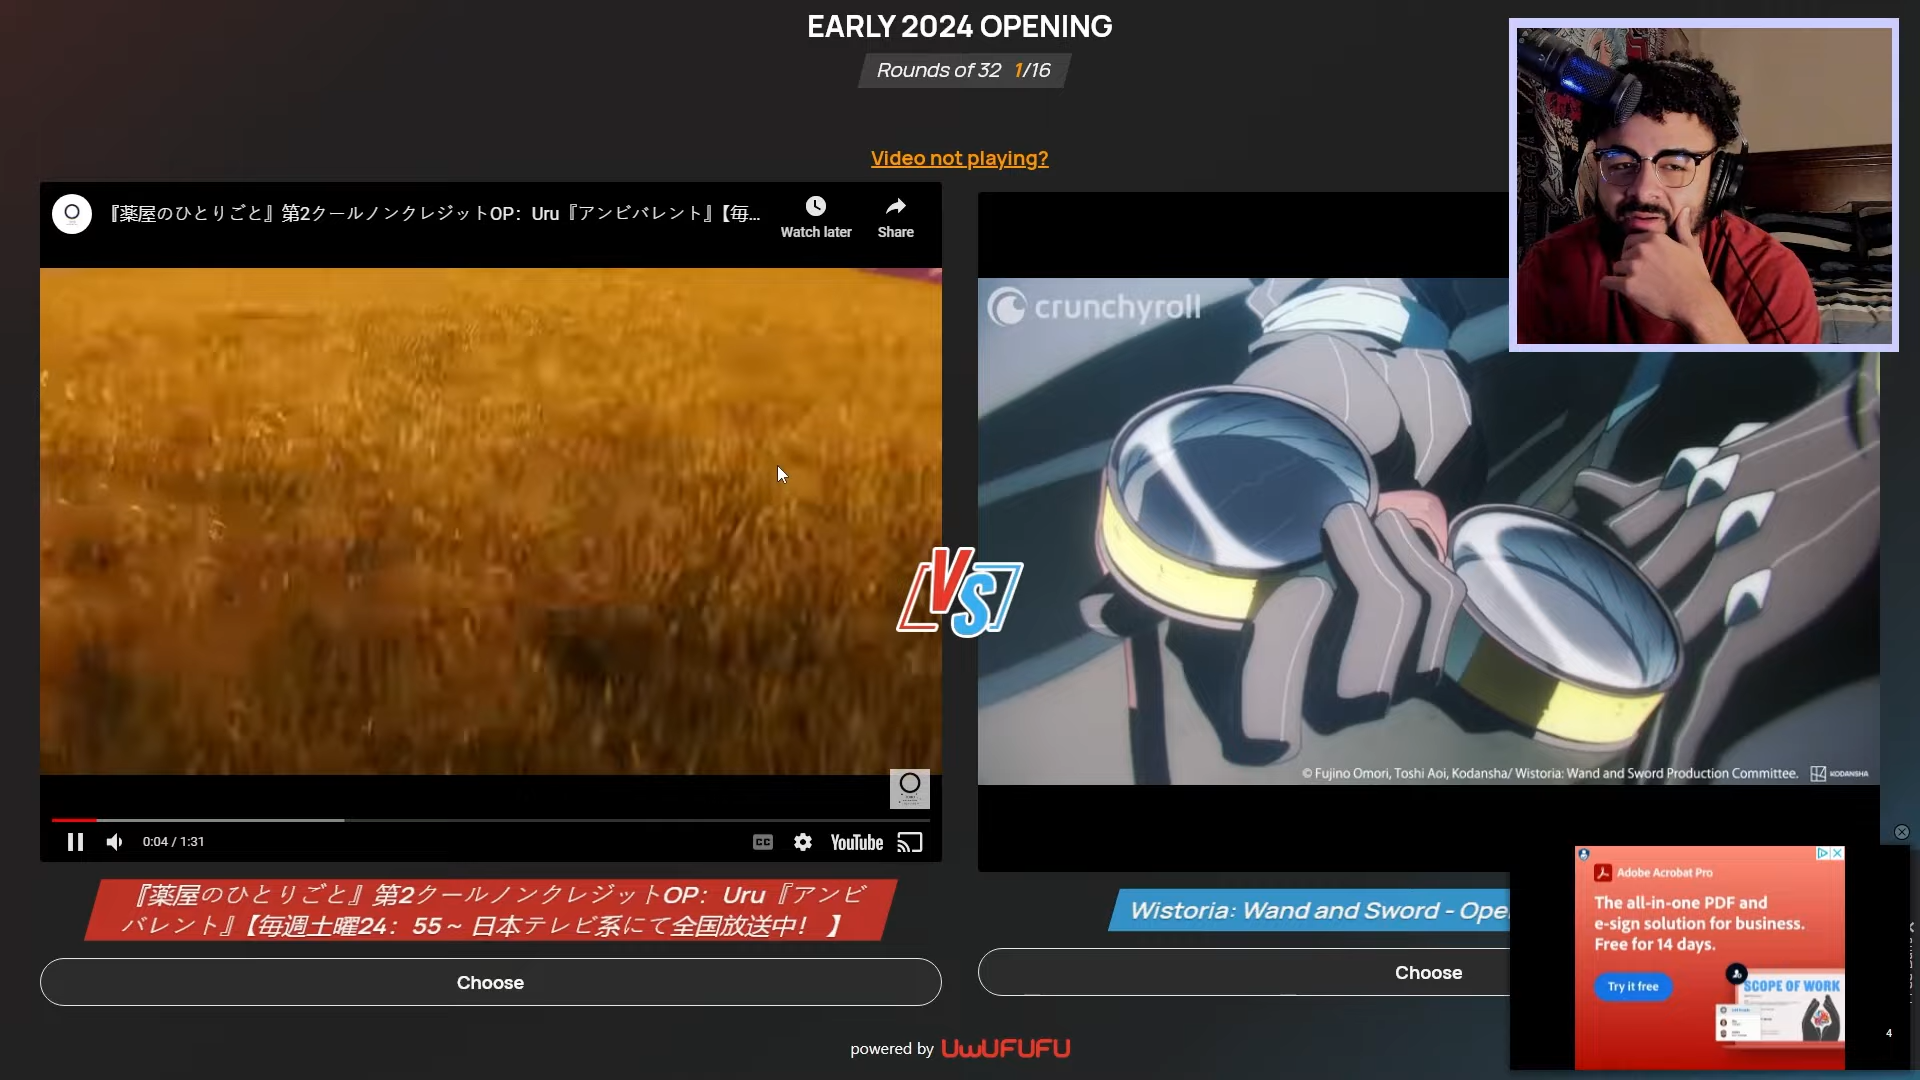 EARLY 2024 OPENING
Rounds of 32 1/16
Video not playing?
『薬屋のひとりごと』第2クールノンクレジットOP：Uru『アンビバレント』【毎...
Watch later
Share
crunchyroll
VS
© Fujino Omori, Toshi Aoi, Kodansha/ Wistoria: Wand and Sword Production Committee.
KODANSHA
0:04 / 1:31
CC
YouTube
『薬屋のひとりごと』第2クールノンクレジットOP：Uru『アンビ
バレント』【毎週土曜24：55～ 日本テレビ系にて全国放送中！ 】
Wistoria: Wand and Sword - Ope
Choose
Choose
Adobe Acrobat Pro
The all-in-one PDF and
e-sign solution for business.
Free for 14 days.
Try it free
SCOPE OF WORK
4
powered by UwUFUFU